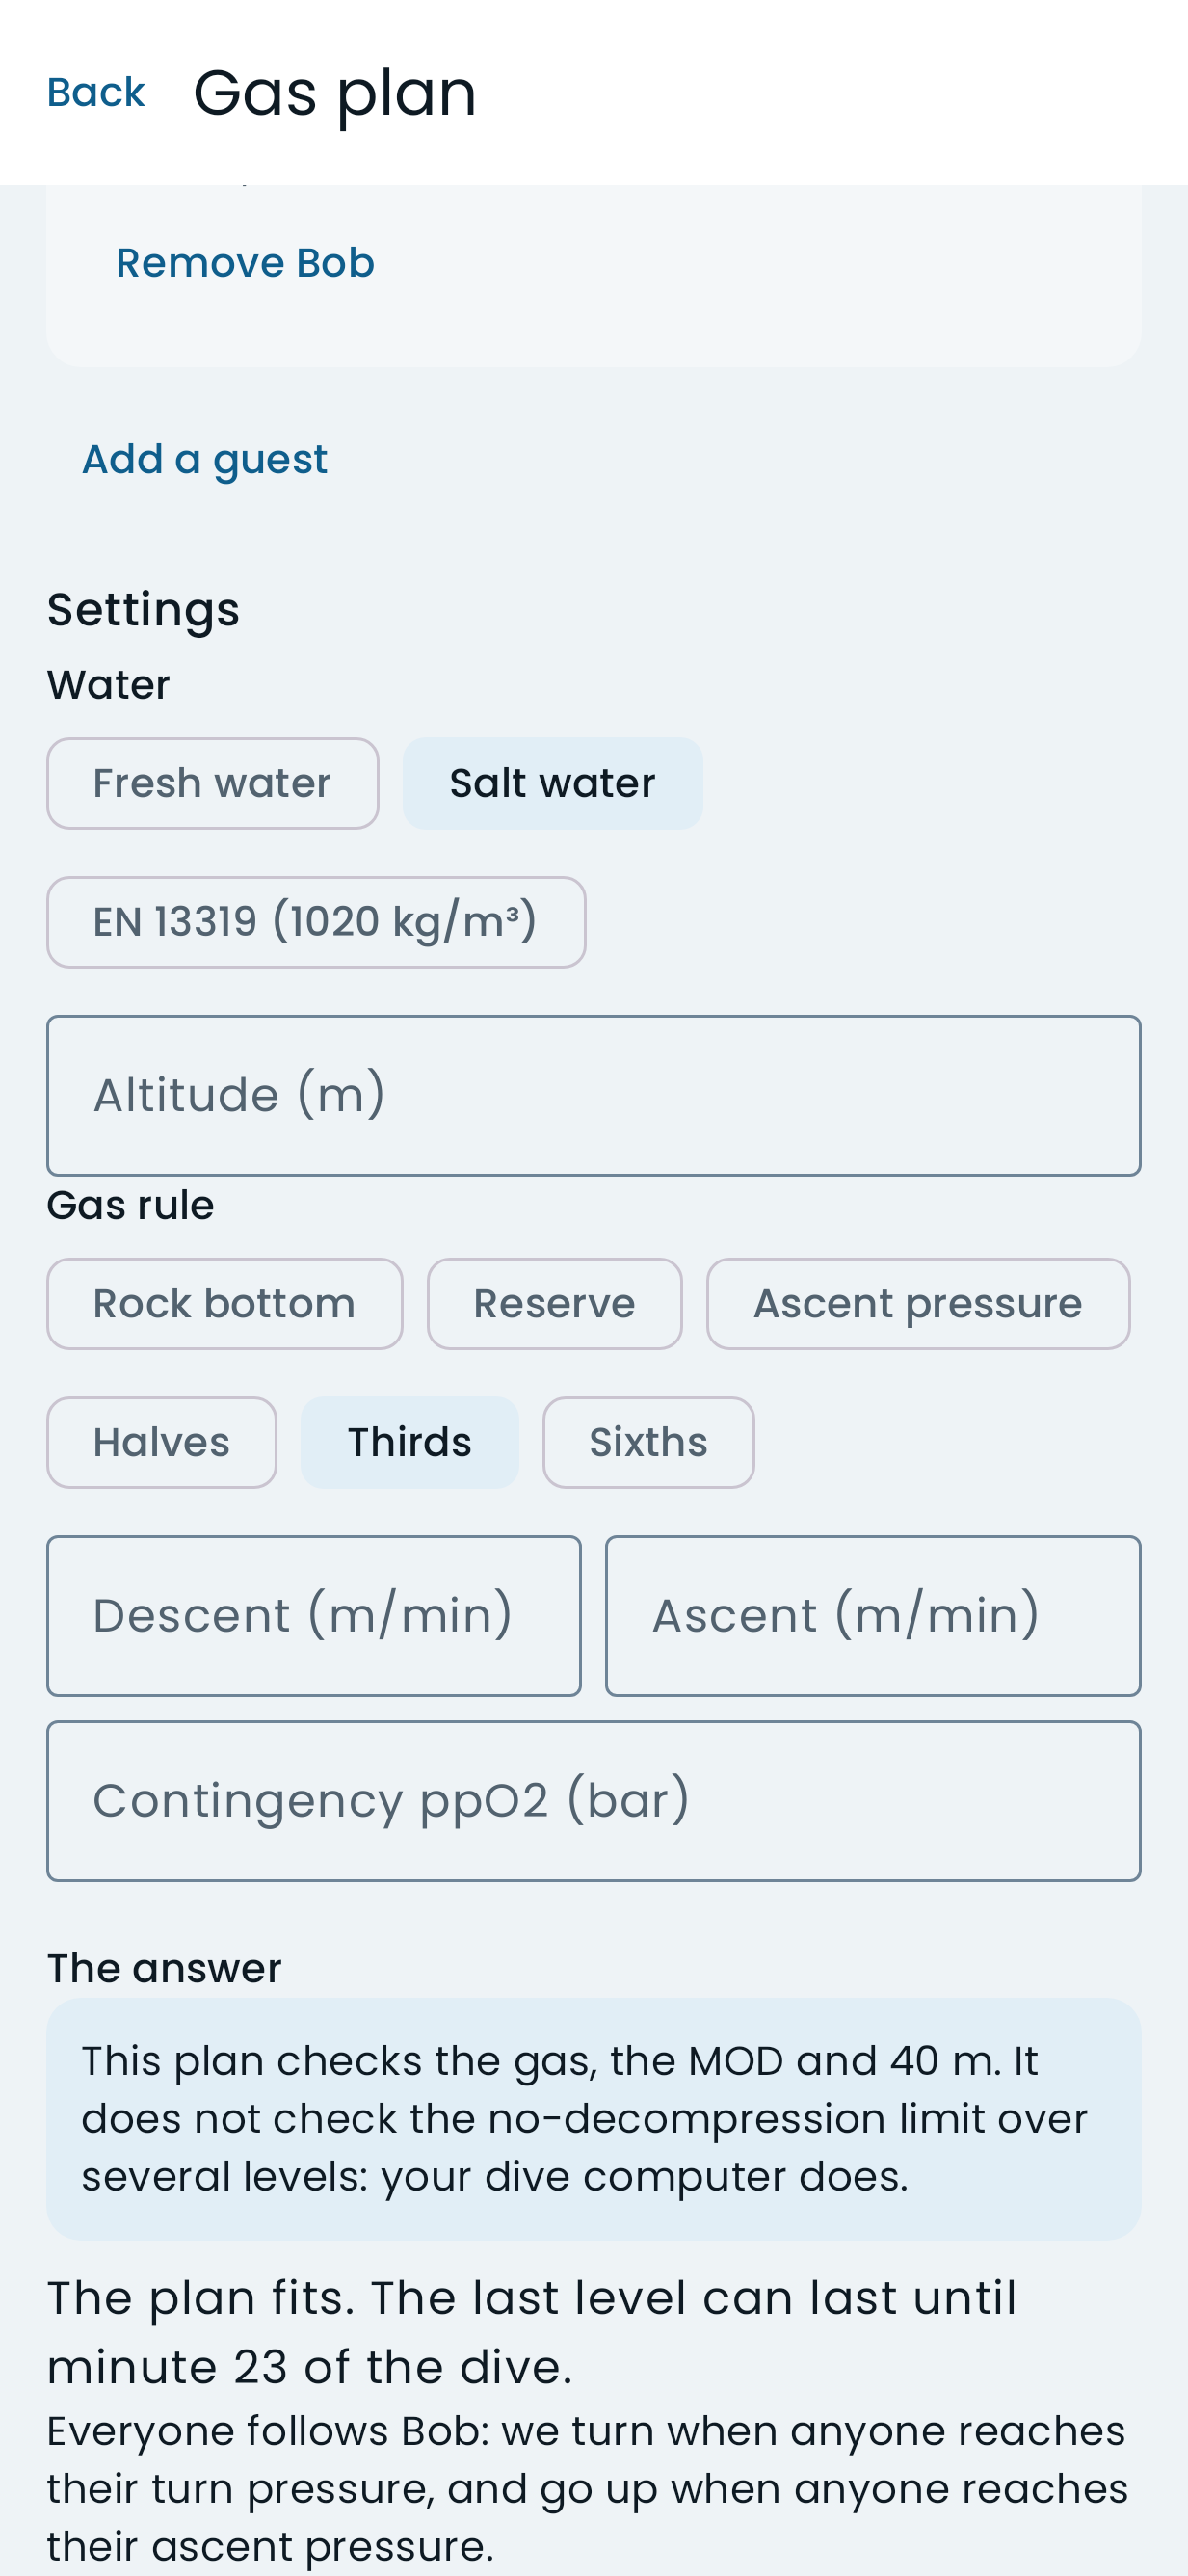 Back Gas plan
Remove Bob
Add a guest
Settings
Water
Fresh water Salt water
EN 13319 (1020 kg/m³)
Altitude (m)
Gas rule
Rock bottom Reserve Ascent pressure
Halves Thirds Sixths
Descent (m/min) Ascent (m/min)
Contingency ppO2 (bar)
The answer
This plan checks the gas, the MOD and 40 m. It
does not check the no-decompression limit over
several levels: your dive computer does.
The plan fits. The last level can last until
minute 23 of the dive.
Everyone follows Bob: we turn when anyone reaches
their turn pressure, and go up when anyone reaches
their ascent pressure.